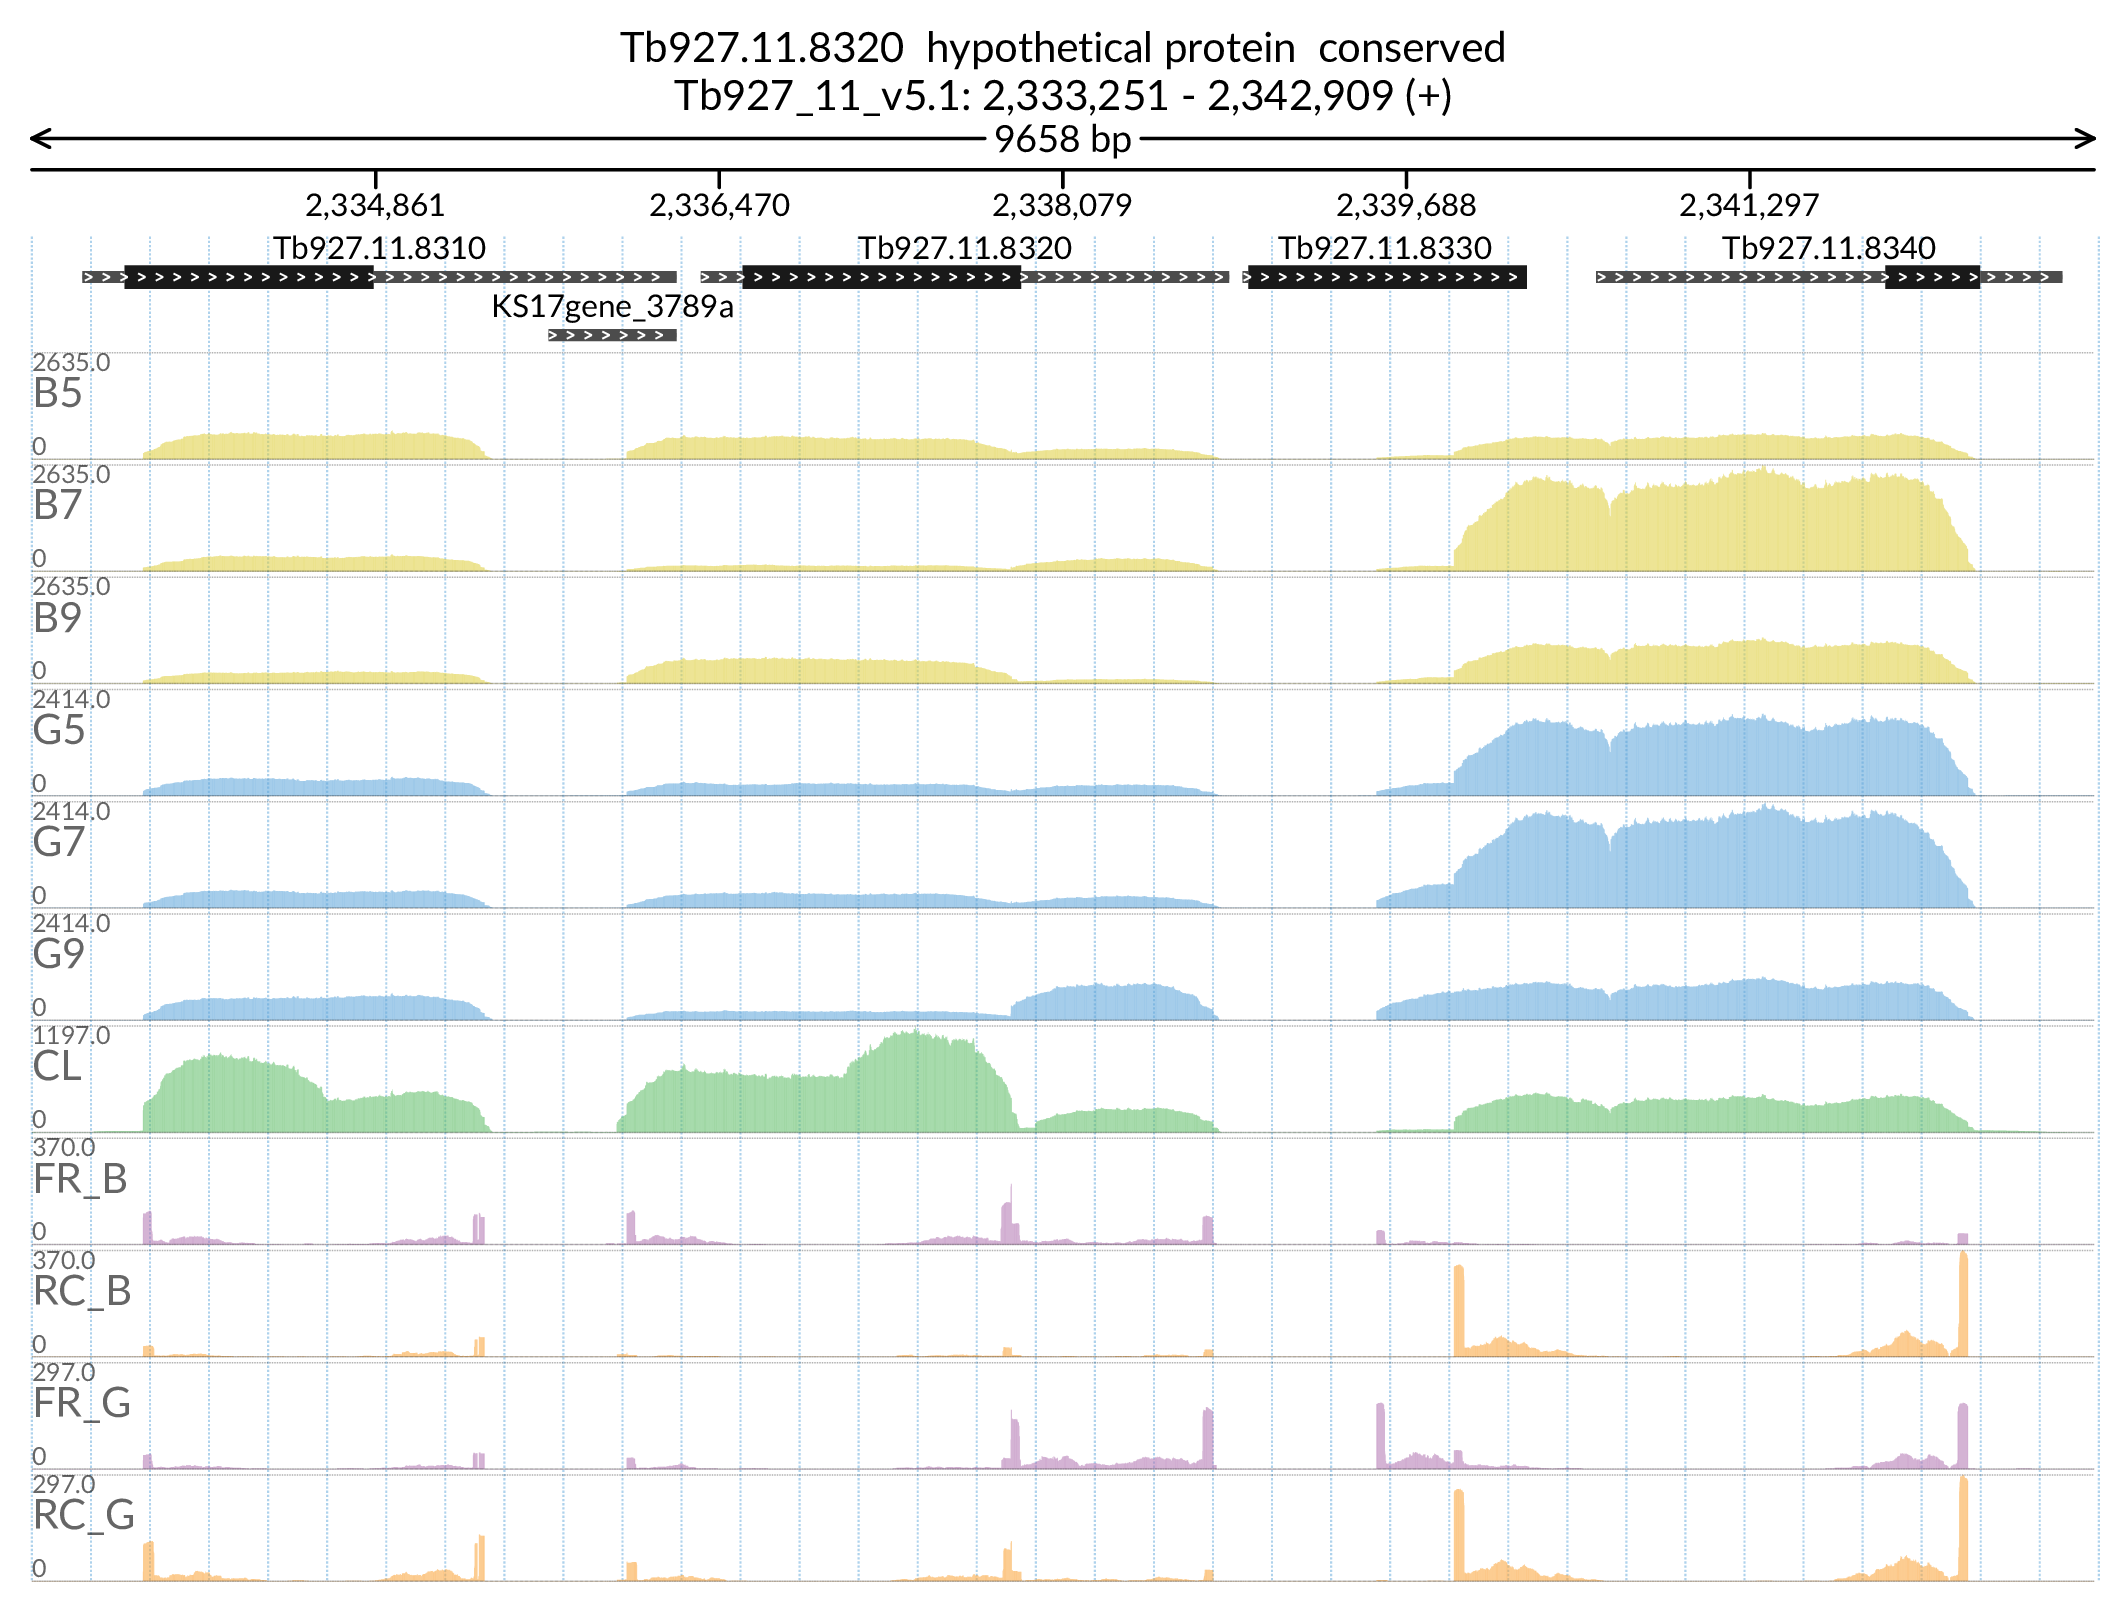 Tb927.11.8320  hypothetical protein  conserved
Tb927_11_v5.1: 2,333,251 - 2,342,909 (+)
9658 bp
2,334,861 2,336,470 2,338,079 2,339,688 2,341,297
Tb927.11.8310 Tb927.11.8320 Tb927.11.8330 Tb927.11.8340
KS17gene_3789a
2635.0
B5
0
2635.0
B7
0
2635.0
B9
0
2414.0
G5
0
2414.0
G7
0
2414.0
G9
0
1197.0
CL
0
370.0
FR_B
0
370.0
RC_B
0
297.0
FR_G
0
297.0
RC_G
0